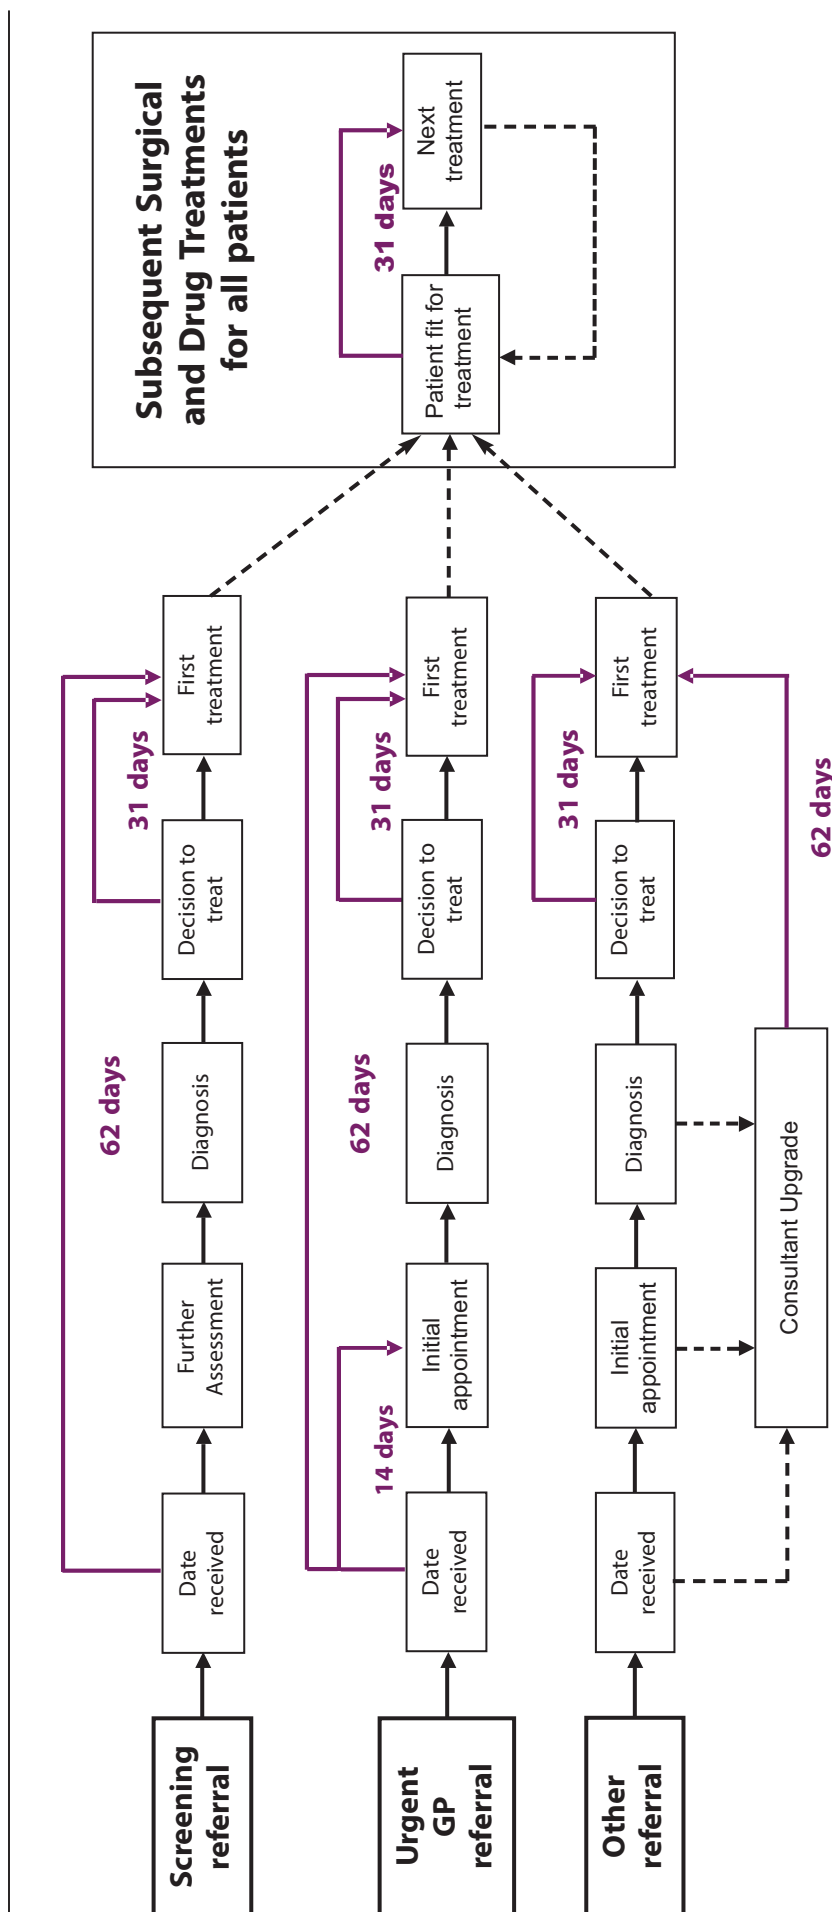 Screening
referral
Date
received
Further
Assessment
Diagnosis
Decision to
treat
First
treatment
62 days
31 days
Urgent
GP
referral
Date
received
Initial
appointment
Diagnosis
Decision to
treat
First
treatment
14 days
62 days
31 days
Other
referral
Date
received
Initial
appointment
Diagnosis
Decision to
treat
First
treatment
31 days
Consultant Upgrade
62 days
Subsequent Surgical
and Drug Treatments
for all patients
Patient fit for
treatment
31 days
Next
treatment